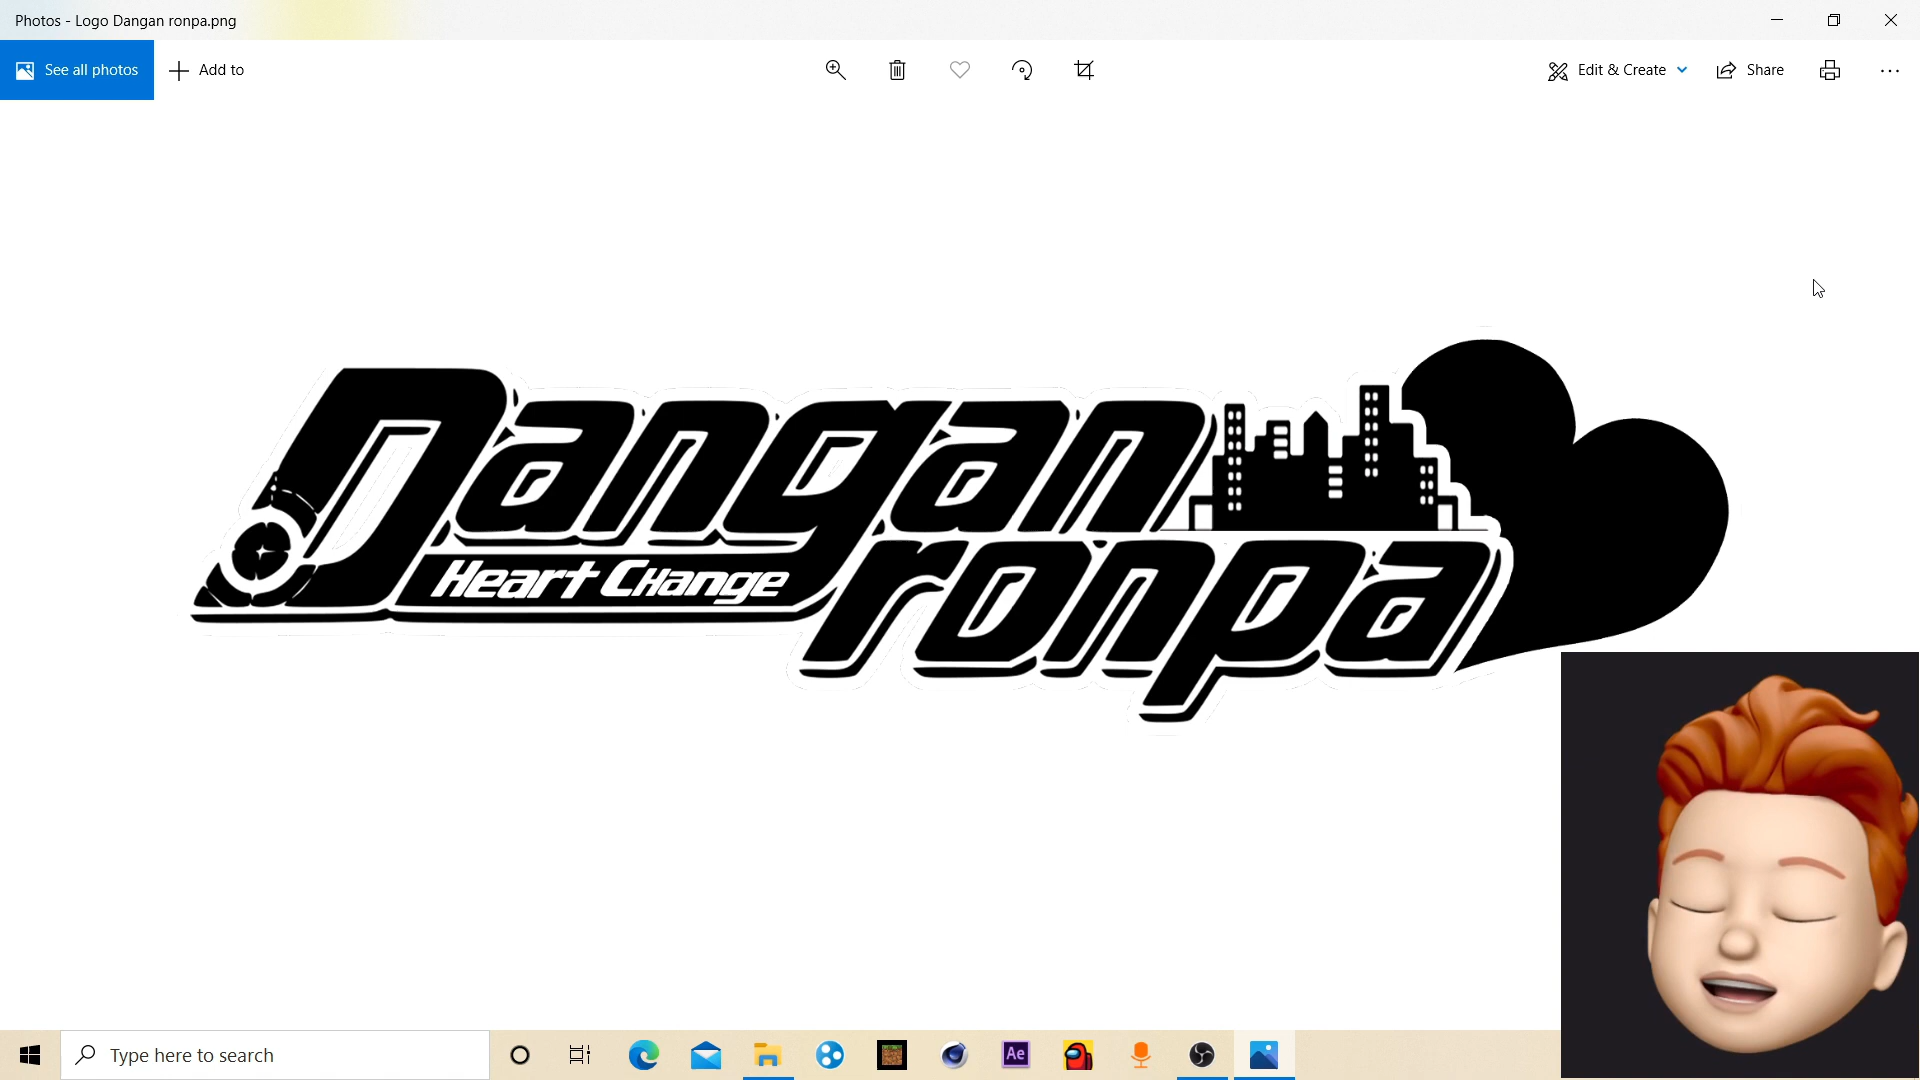 Photos - Logo Dangan ronpa.png
See all photos
Add to
Edit & Create
Share
Dangan
Heart Change
ronpa
Type here to search
Ae